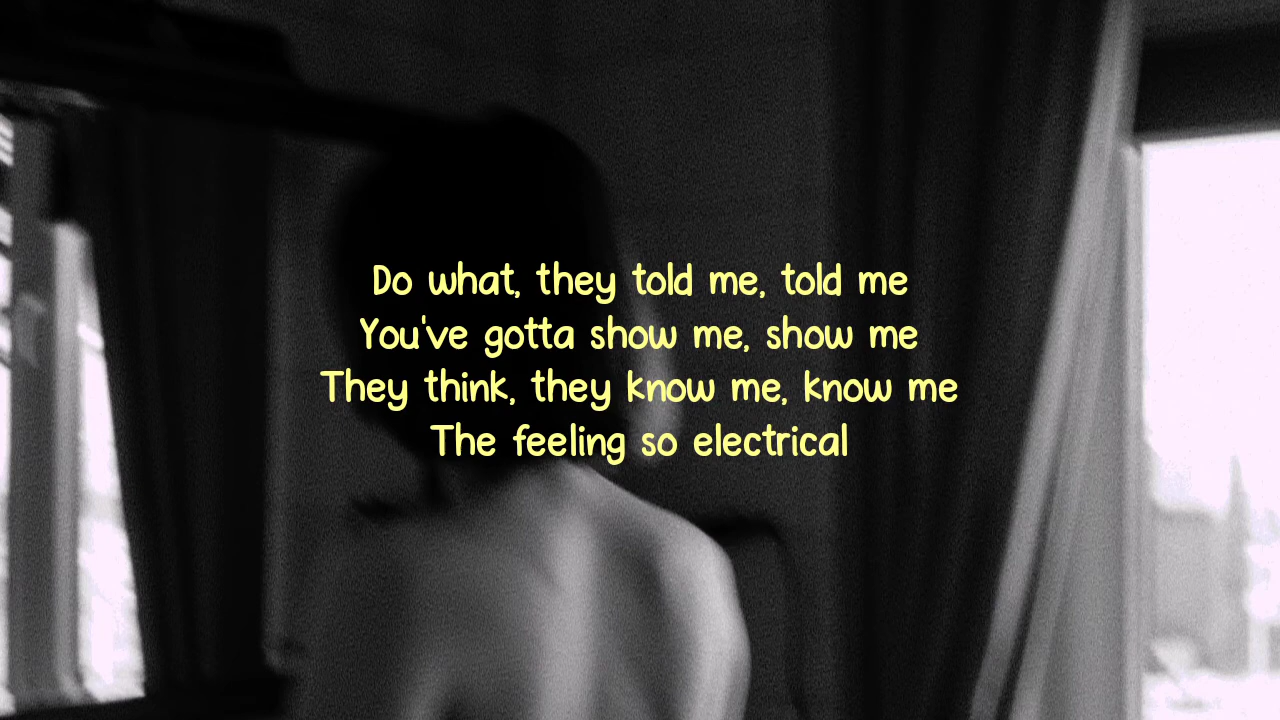 Do what, they told me, told me
You've gotta show me, show me
They think, they know me, know me
The feeling so electrical